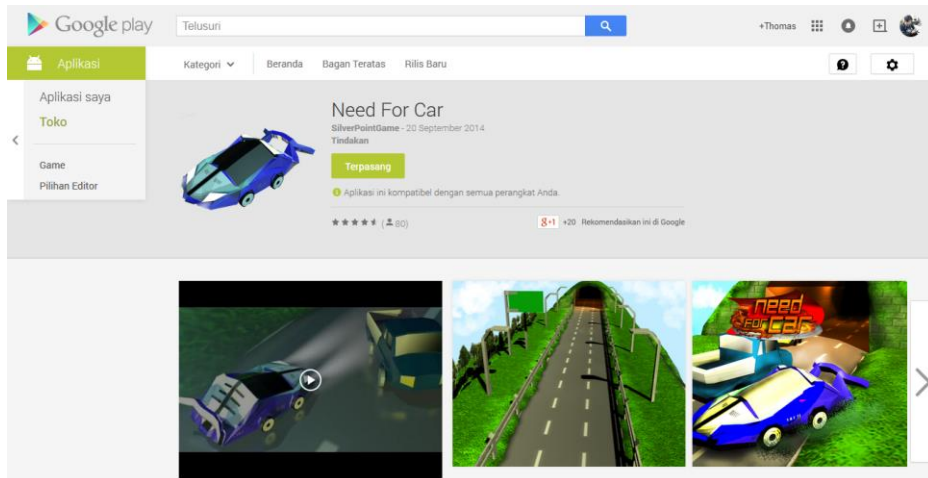 Google play
Telusuri
+Thomas
Aplikasi
Kategori
Beranda
Bagan Teratas
Rilis Baru
Aplikasi saya
Toko
Game
Pilihan Editor
Need For Car
SilverPointGame - 20 September 2014
Tindakan
Terpasang
Aplikasi ini kompatibel dengan semua perangkat Anda.
(80)
g+1 +20 Rekomendasikan ini di Google
need
FOR CAR